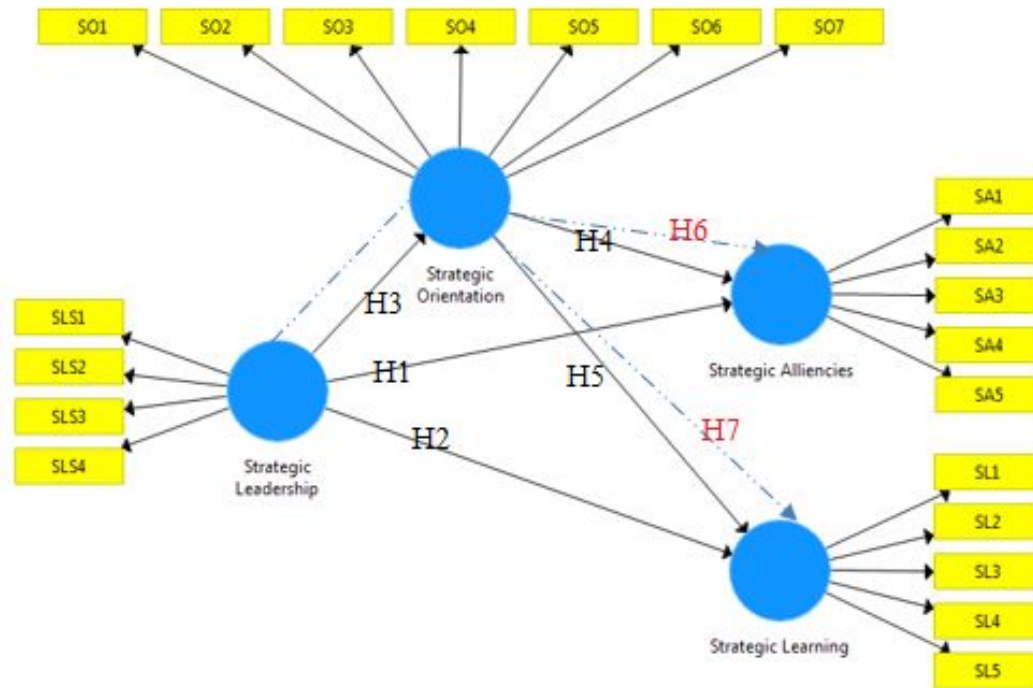 SO1
SO2
SO3
SO4
SO5
SO6
SO7
SA1
SA2
SA3
SA4
SA5
H6
H4
Strategic
Orientation
H3
SLS1
SLS2
SLS3
SLS4
H1
H5
Strategic Alliencies
H2
H7
Strategic
Leadership
SL1
SL2
SL3
SL4
SL5
Strategic Learning